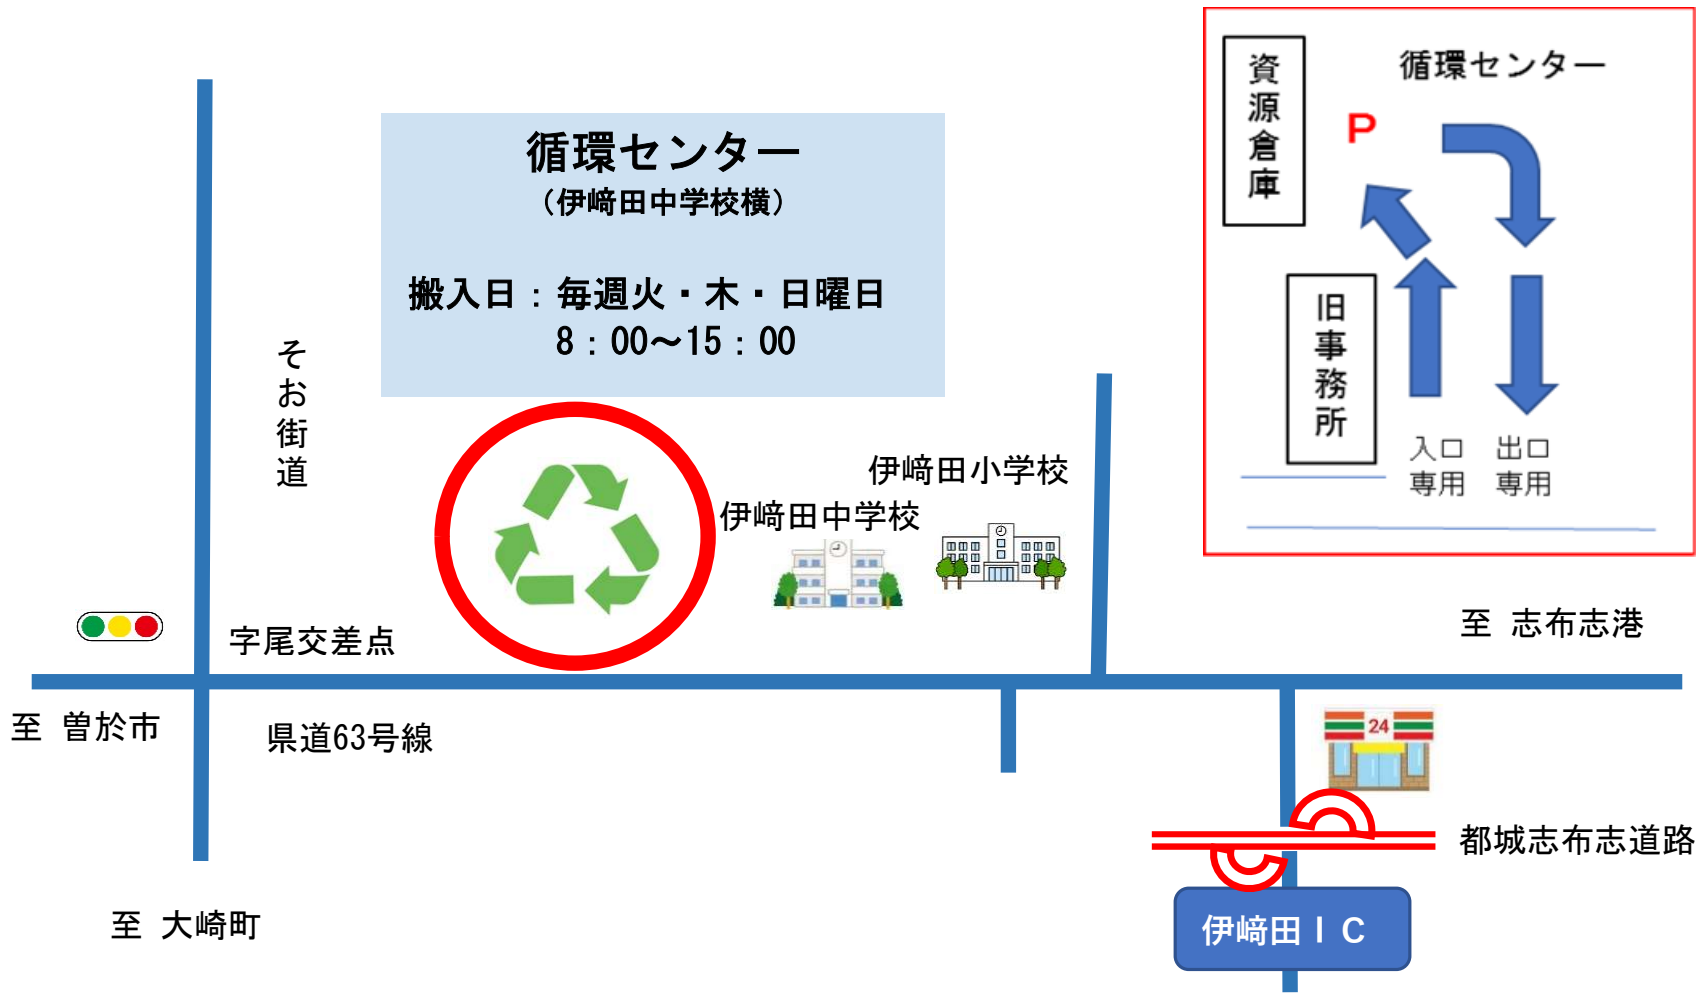 循環センター
（伊﨑田中学校横）
搬入日：毎週火・木・日曜日
8：00～15：00
資源倉庫
循環センター
P
旧事務所
入口
専用
出口
専用
そお街道
伊﨑田小学校
伊﨑田中学校
字尾交差点
至 志布志港
至 曽於市
県道63号線
24
都城志布志道路
至 大崎町
伊﨑田ＩＣ